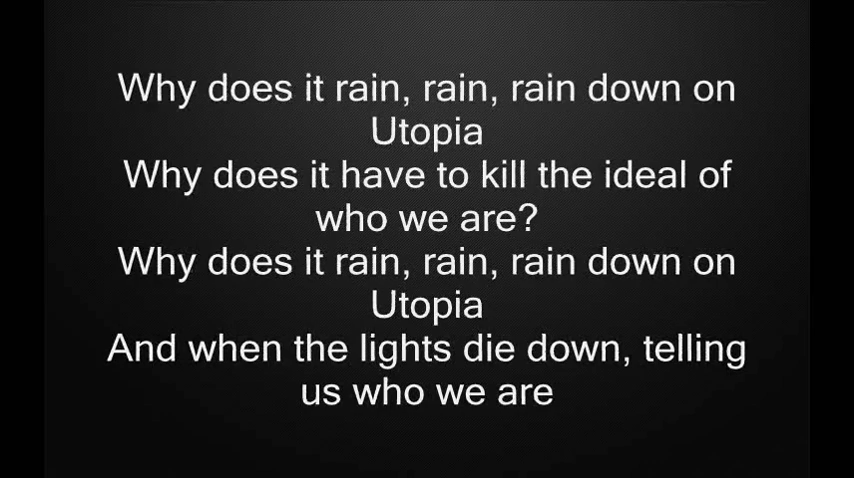 Why does it rain, rain, rain down on
Utopia
Why does it have to kill the ideal of
who we are?
Why does it rain, rain, rain down on
Utopia
And when the lights die down, telling
us who we are